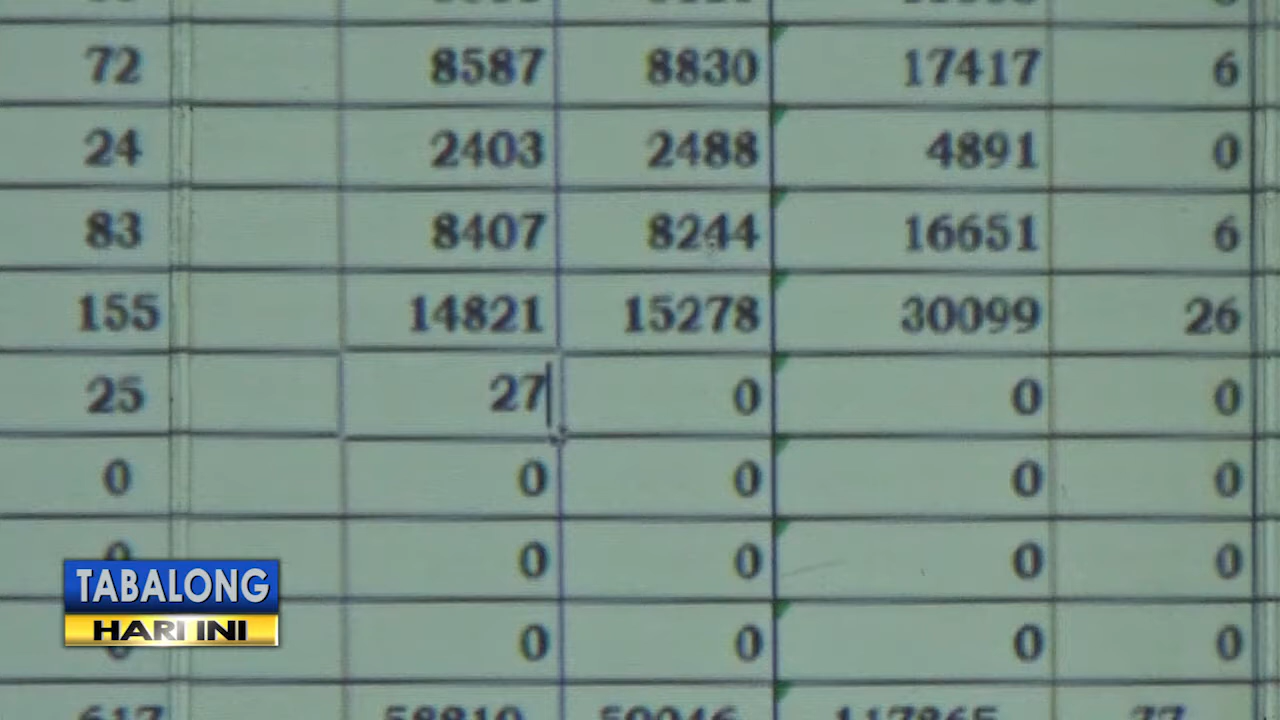 72 8587 8830 17417 6
24 2403 2488 4891 0
83 8407 8244 16651 6
155 14821 15278 30099 26
25 27 0 0 0
0 0 0 0 0
0 0 0 0
0 0 0 0
TABALONG
HARI INI